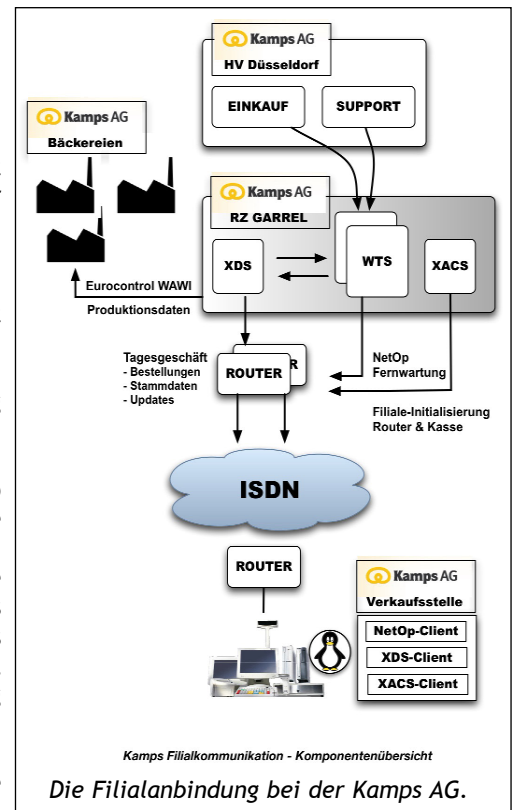 Kamps AG
HV Düsseldorf
EINKAUF
SUPPORT
Kamps AG
Bäckereien
Kamps AG
RZ GARREL
XDS
WTS
XACS
Eurocontrol WAWI
Produktionsdaten
Tagesgeschäft
- Bestellungen
- Stammdaten
- Updates
ROUTER
R
NetOp
Fernwartung
Filiale-Initialisierung
Router & Kasse
ISDN
ROUTER
Kamps AG
Verkaufsstelle
NetOp-Client
XDS-Client
XACS-Client
Kamps Filialkommunikation - Komponentenübersicht
Die Filialanbindung bei der Kamps AG.